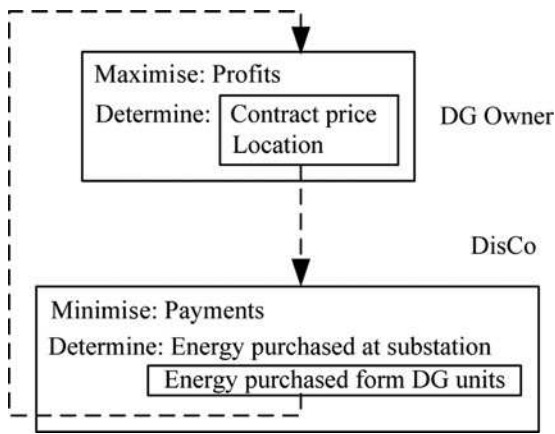 Maximise: Profits
Determine: Contract price
Location
DG Owner
DisCo
Minimise: Payments
Determine: Energy purchased at substation
Energy purchased form DG units